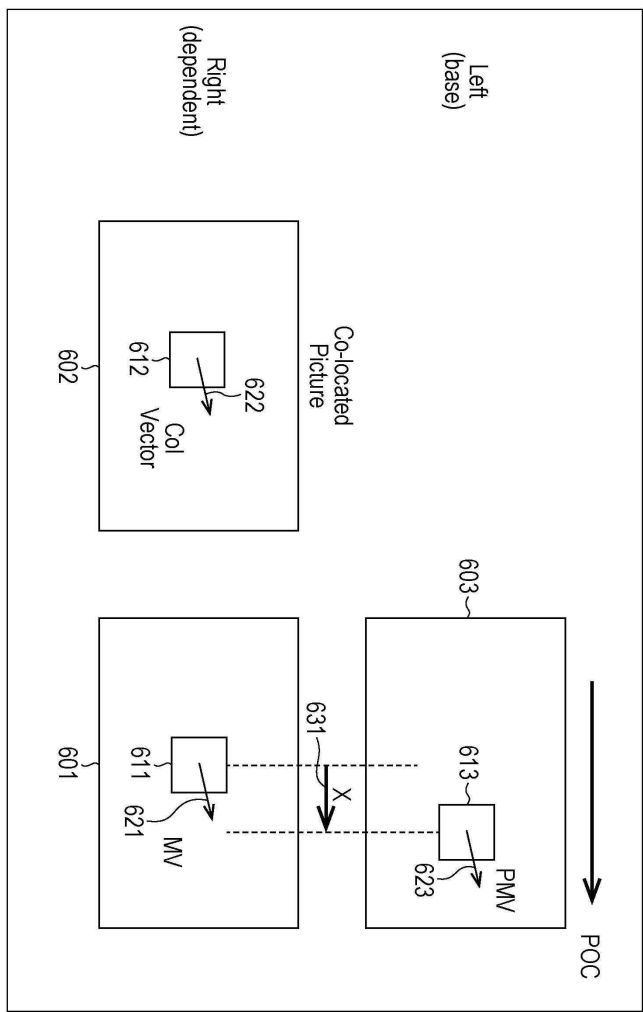 POC
Left
(base)
603
613
PMV
623
X
631
Co-located
Picture
Right
(dependent)
622
612
Col
Vector
602
611
621
MV
601